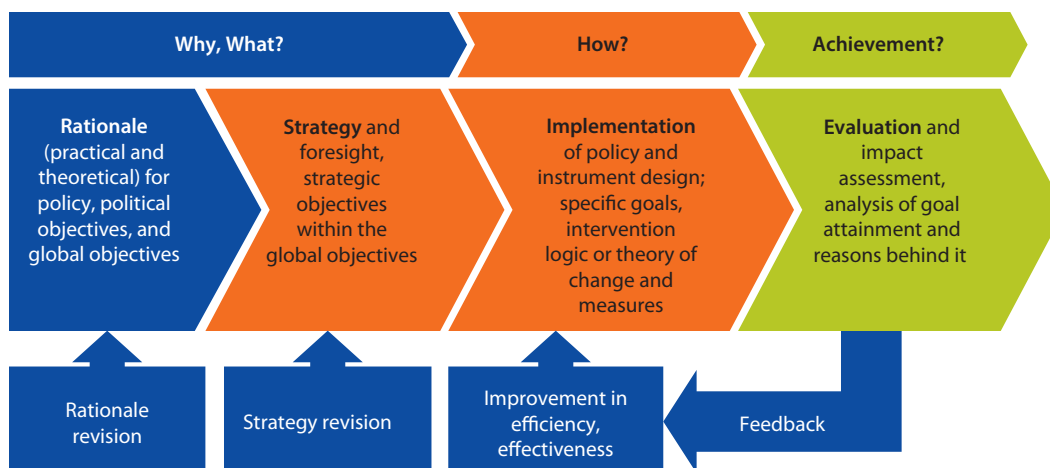 Why, What?
How?
Achievement?
Rationale
(practical and
theoretical) for
policy, political
objectives, and
global objectives
Strategy and
foresight,
strategic
objectives
within the
global objectives
Implementation
of policy and
instrument design;
specific goals,
intervention
logic or theory of
change and
measures
Evaluation and
impact
assessment,
analysis of goal
attainment and
reasons behind it
Rationale
revision
Strategy revision
Improvement in
efficiency,
effectiveness
Feedback